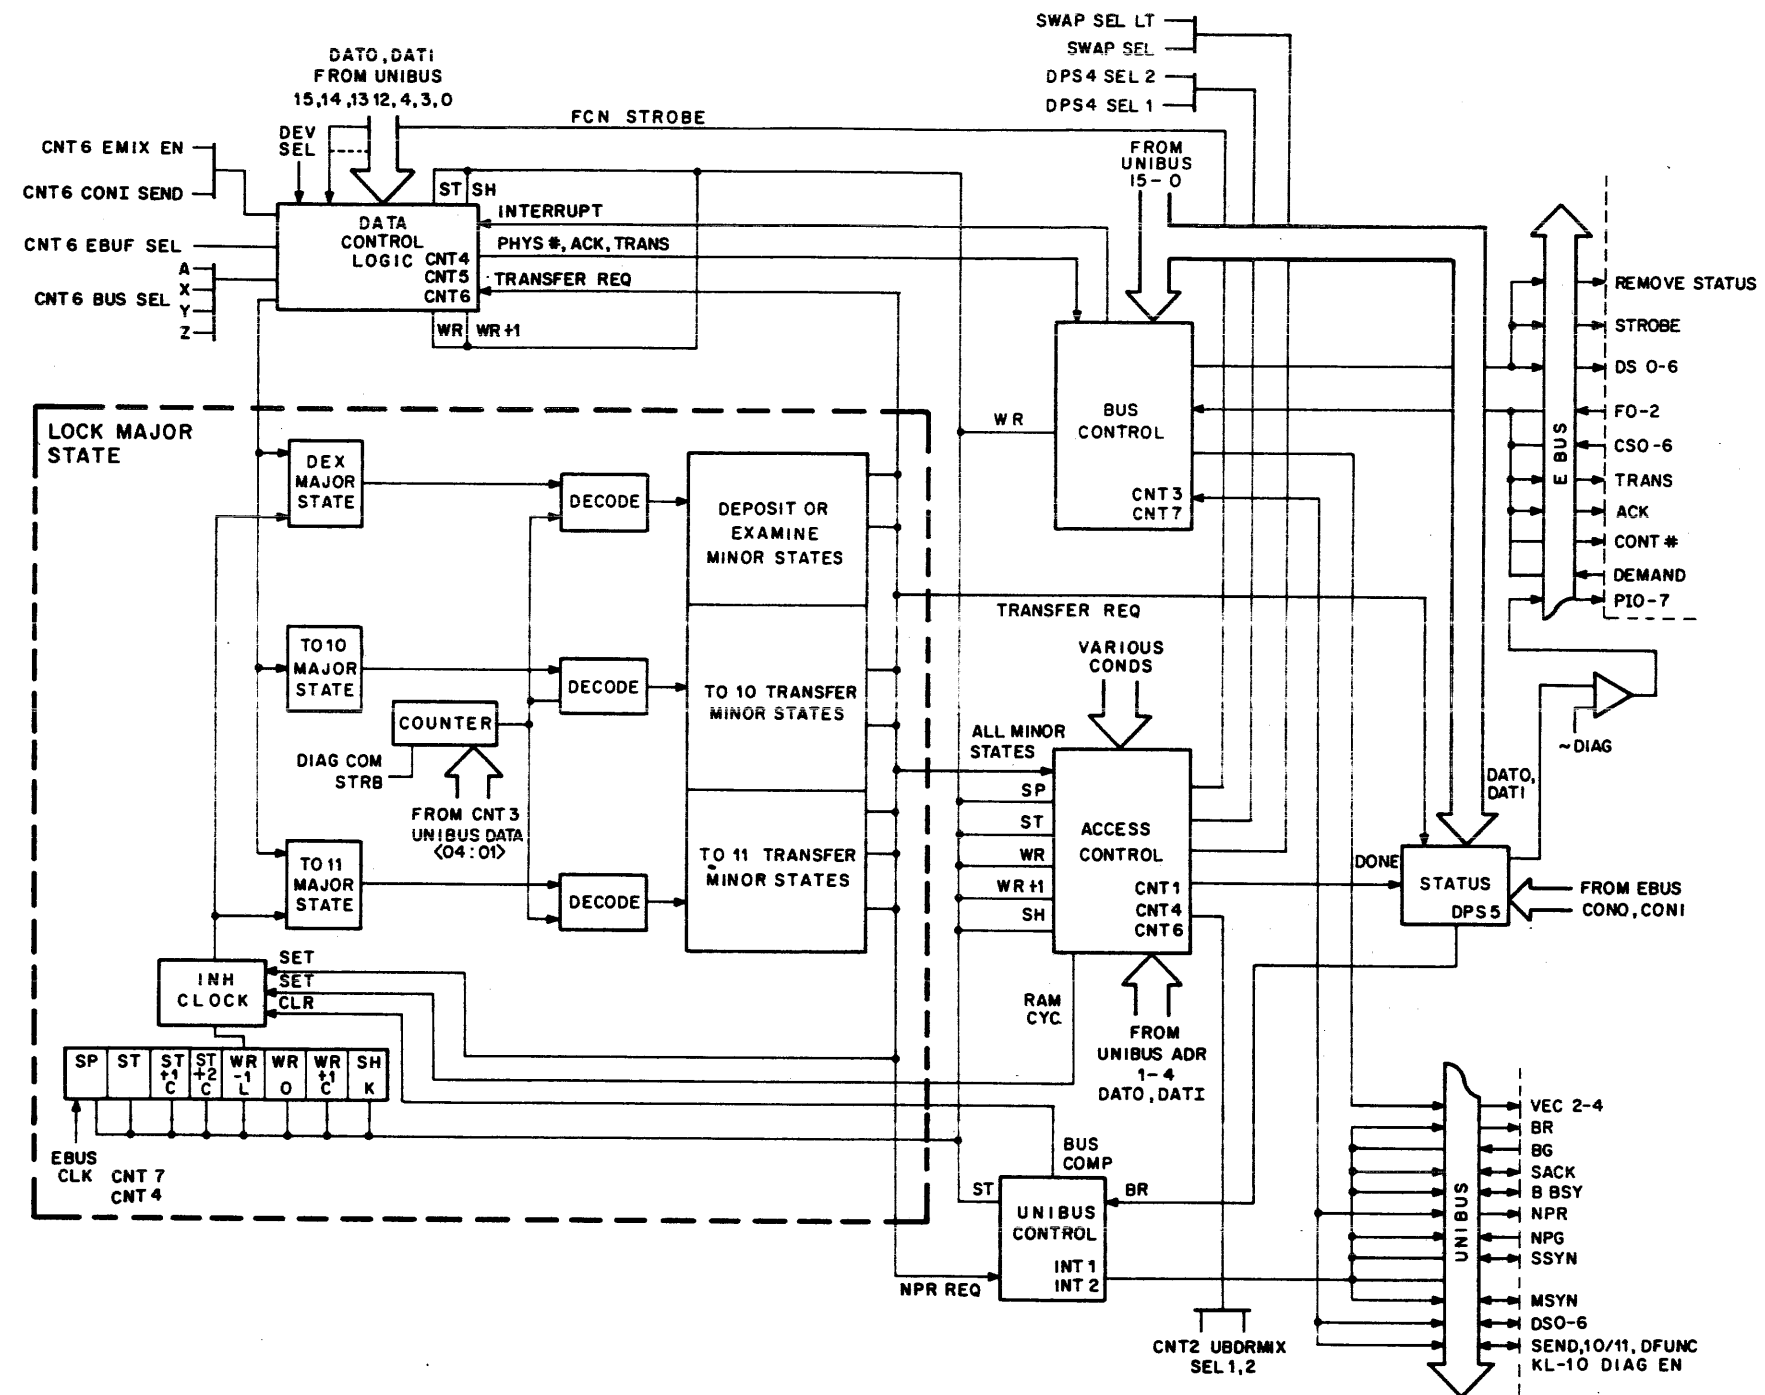 SWAP SEL LT
SWAP SEL
DPS4 SEL 2
DPS4 SEL 1
DATO, DATI
FROM UNIBUS
15,14,13 12,4,3,0
FCN STROBE
DEV
SEL
CNT6 EMIX EN
CNT6 CONI SEND
CNT6 EBUF SEL
CNT6 BUS SEL
A
X
Y
Z
ST
SH
DATA
CONTROL
LOGIC
CNT4
CNT5
CNT6
INTERRUPT
PHYS #, ACK, TRANS
TRANSFER REQ
WR
WR+1
FROM
UNIBUS
15-0
BUS
CONTROL
CNT3
CNT7
WR
E BUS
REMOVE STATUS
STROBE
DS 0-6
F0-2
CS0-6
TRANS
ACK
CONT #
DEMAND
PI0-7
~DIAG
LOCK MAJOR
STATE
DEX
MAJOR
STATE
DECODE
DEPOSIT OR
EXAMINE
MINOR STATES
TO 10
MAJOR
STATE
DECODE
TO 10 TRANSFER
MINOR STATES
COUNTER
DIAG COM
STRB
FROM CNT3
UNIBUS DATA
<04:01>
TO 11
MAJOR
STATE
DECODE
TO 11 TRANSFER
MINOR STATES
TRANSFER REQ
VARIOUS
CONDS
ALL MINOR
STATES
SP
ST
WR
WR+1
SH
ACCESS
CONTROL
CNT1
CNT4
CNT6
DATO,
DATI
DONE
STATUS
DPS5
FROM EBUS
CONO, CONI
INH
CLOCK
SET
SET
CLR
RAM
CYC
FROM
UNIBUS ADR
1-4
DATO, DATI
SP
ST
ST
+1
C
ST
+2
C
WR
-1
L
WR
O
WR
+1
C
SH
K
EBUS
CLK
CNT 7
CNT 4
BUS
COMP
ST
BR
UNIBUS
CONTROL
INT 1
INT 2
NPR REQ
CNT2 UBDRMIX
SEL 1,2
UNIBUS
VEC 2-4
BR
BG
SACK
B BSY
NPR
NPG
SSYN
MSYN
DS0-6
SEND,10/11, DFUNC
KL-10 DIAG EN